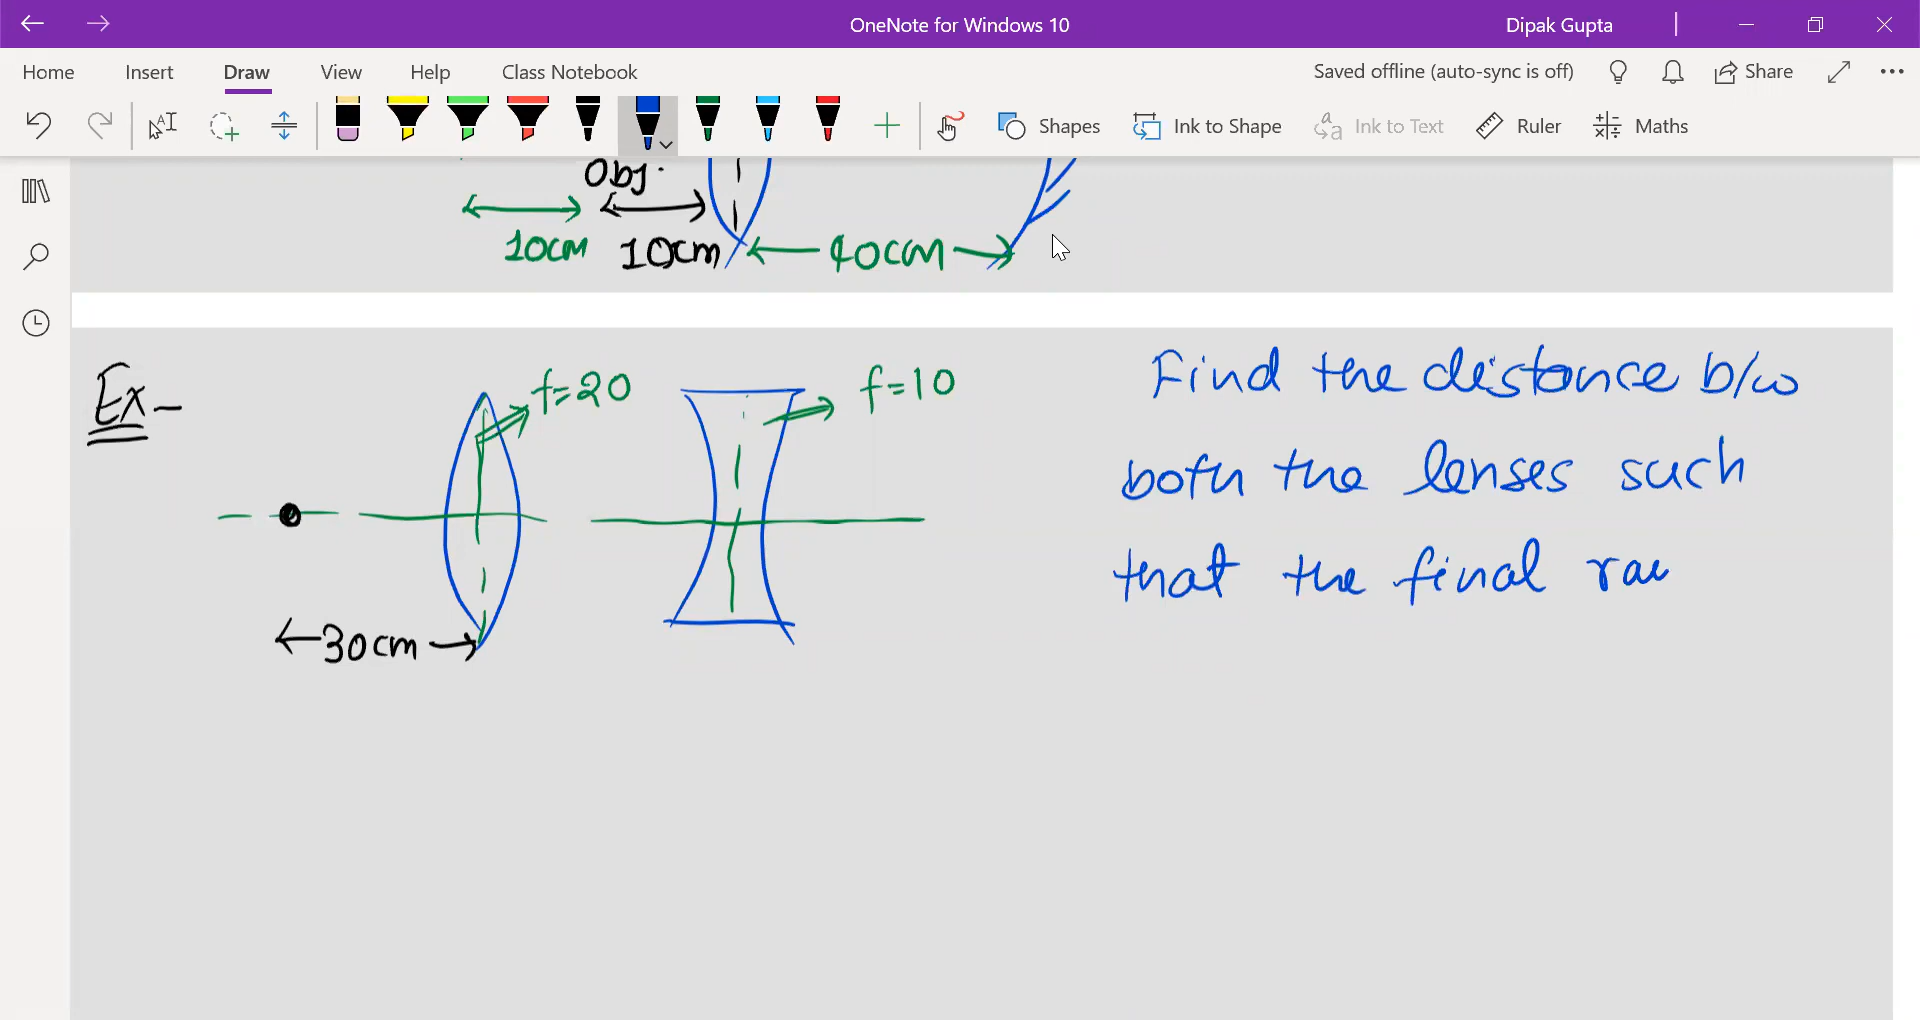 OneNote for Windows 10
Dipak Gupta
Home Insert Draw View Help Class Notebook
Saved offline (auto-sync is off)
Share
Shapes
Ink to Shape
Ink to Text
Ruler
Maths
Obj.
10cm 10cm 40cm
Ex-
f=20
f=10
30cm
Find the distance b/w
both the lenses such
that the final